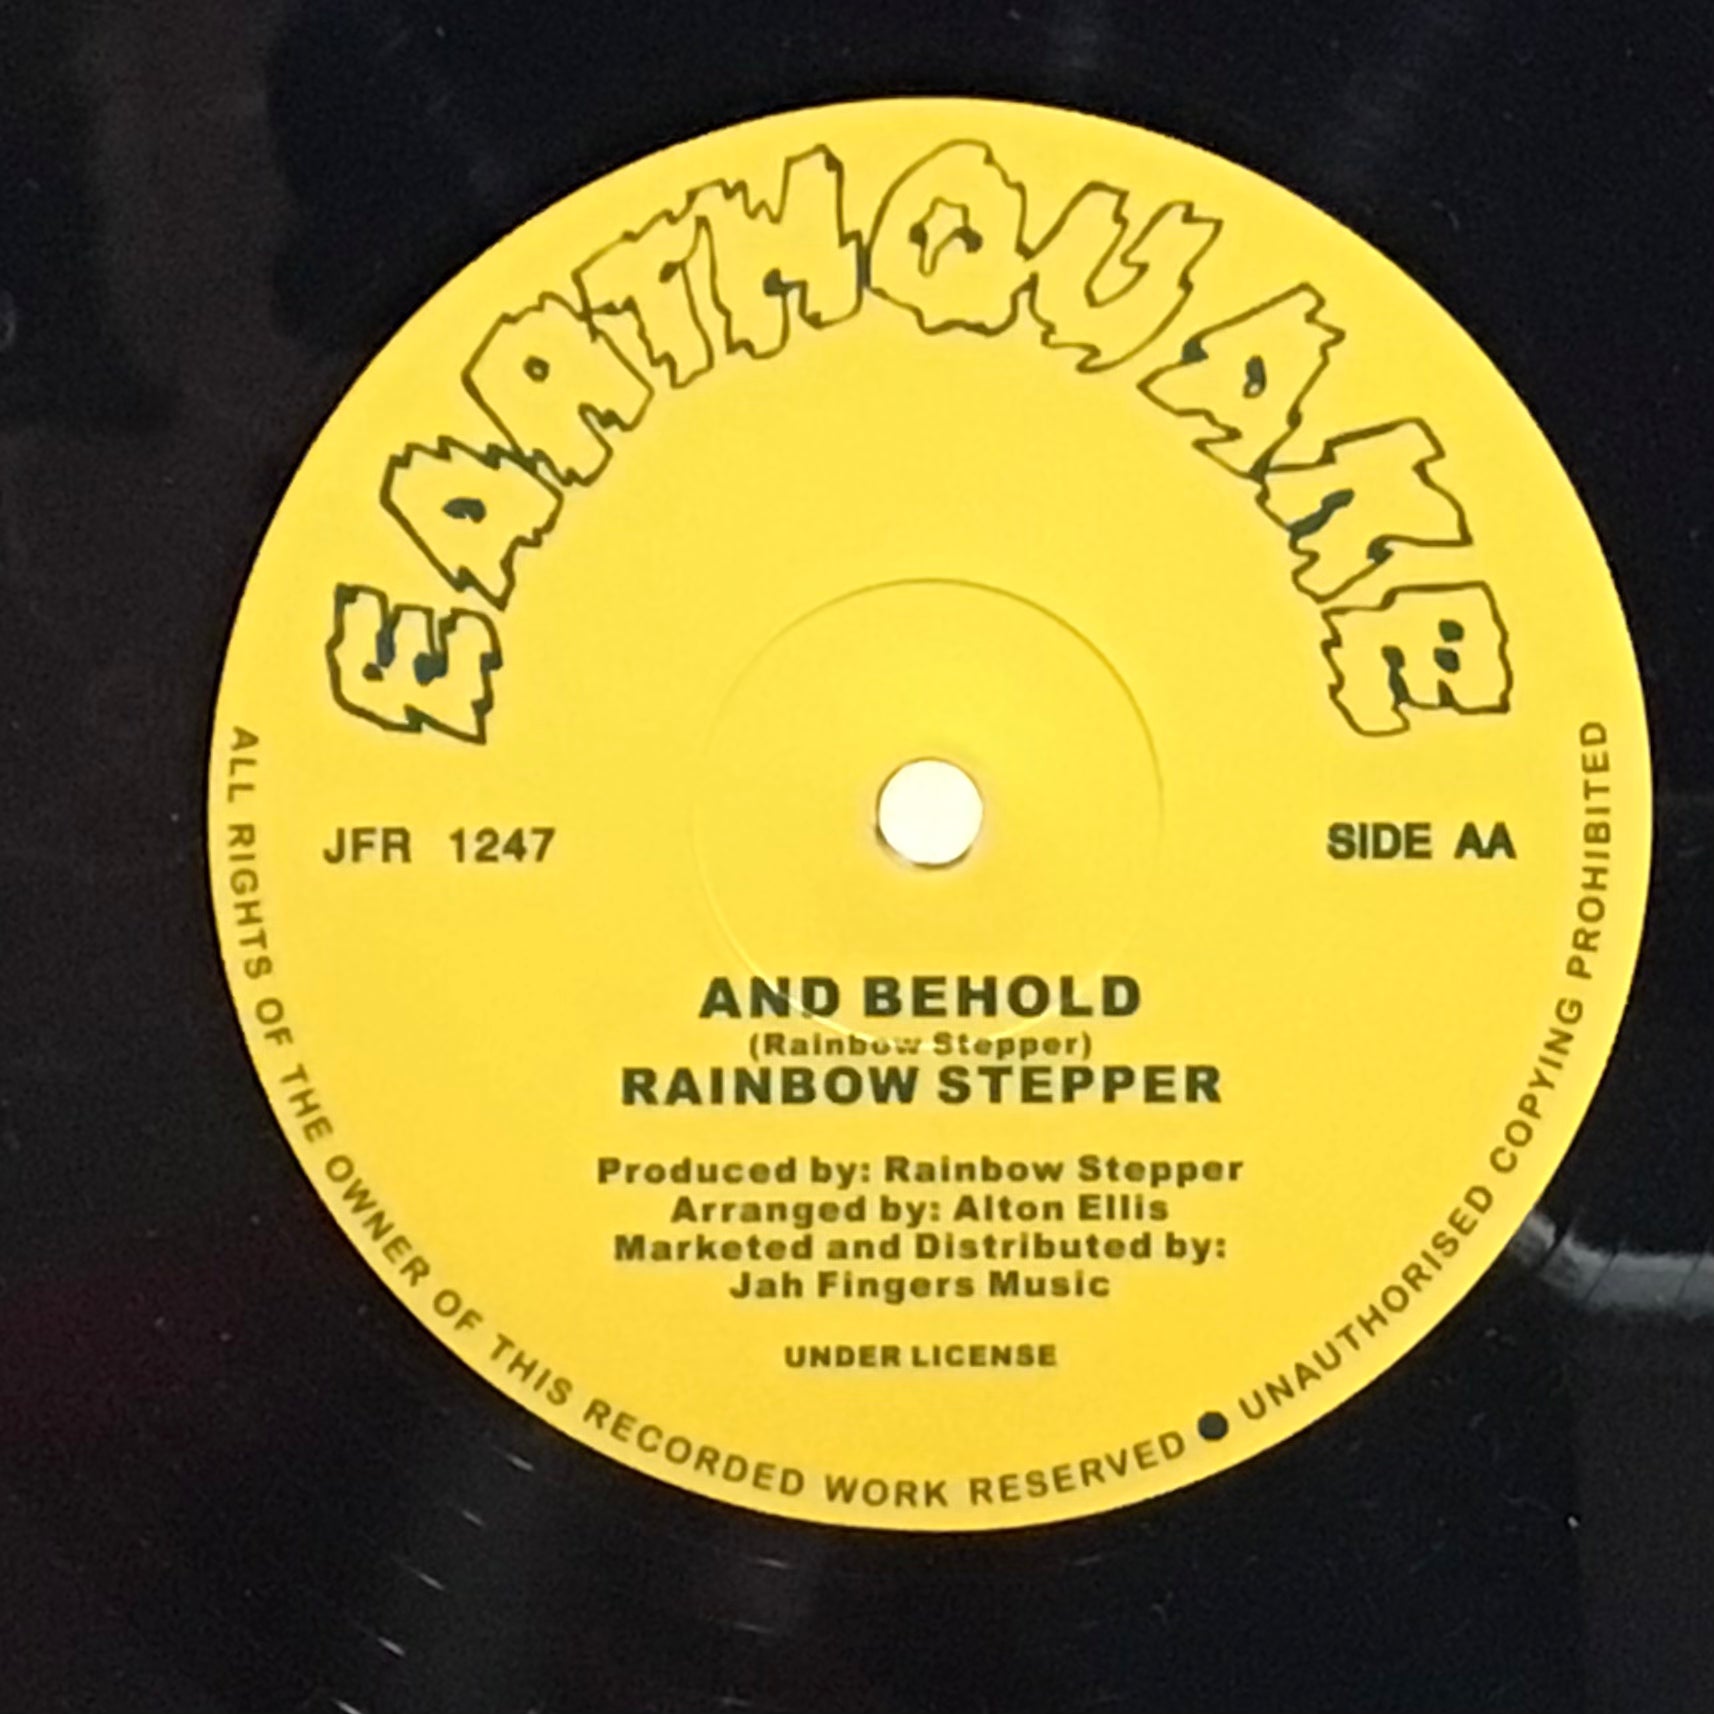 EARTHQUAKE
JFR 1247
SIDE AA
AND BEHOLD
(Rainbow Stepper)
RAINBOW STEPPER
Produced by: Rainbow Stepper
Arranged by: Alton Ellis
Marketed and Distributed by:
Jah Fingers Music
UNDER LICENSE
ALL RIGHTS OF THE OWNER OF THIS RECORDED WORK RESERVED ● UNAUTHORISED COPYING PROHIBITED